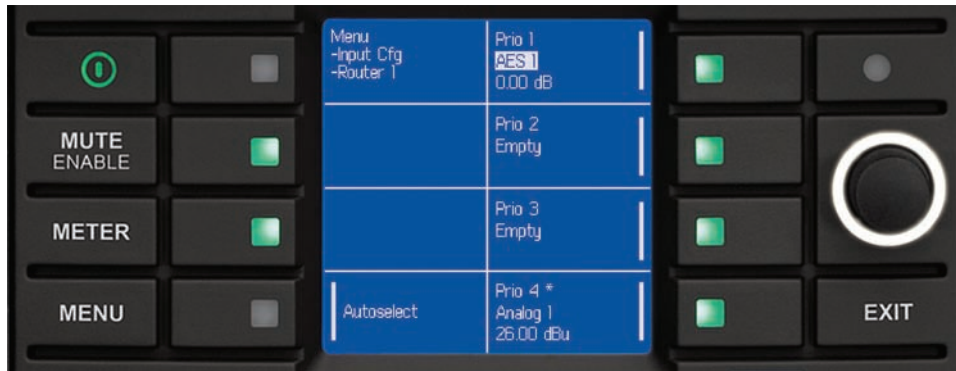 MUTE
ENABLE
METER
MENU
Menu
-Input Cfg
-Router 1
Autoselect
Prio 1
AES 1
0.00 dB
Prio 2
Empty
Prio 3
Empty
Prio 4 *
Analog 1
26.00 dBu
EXIT